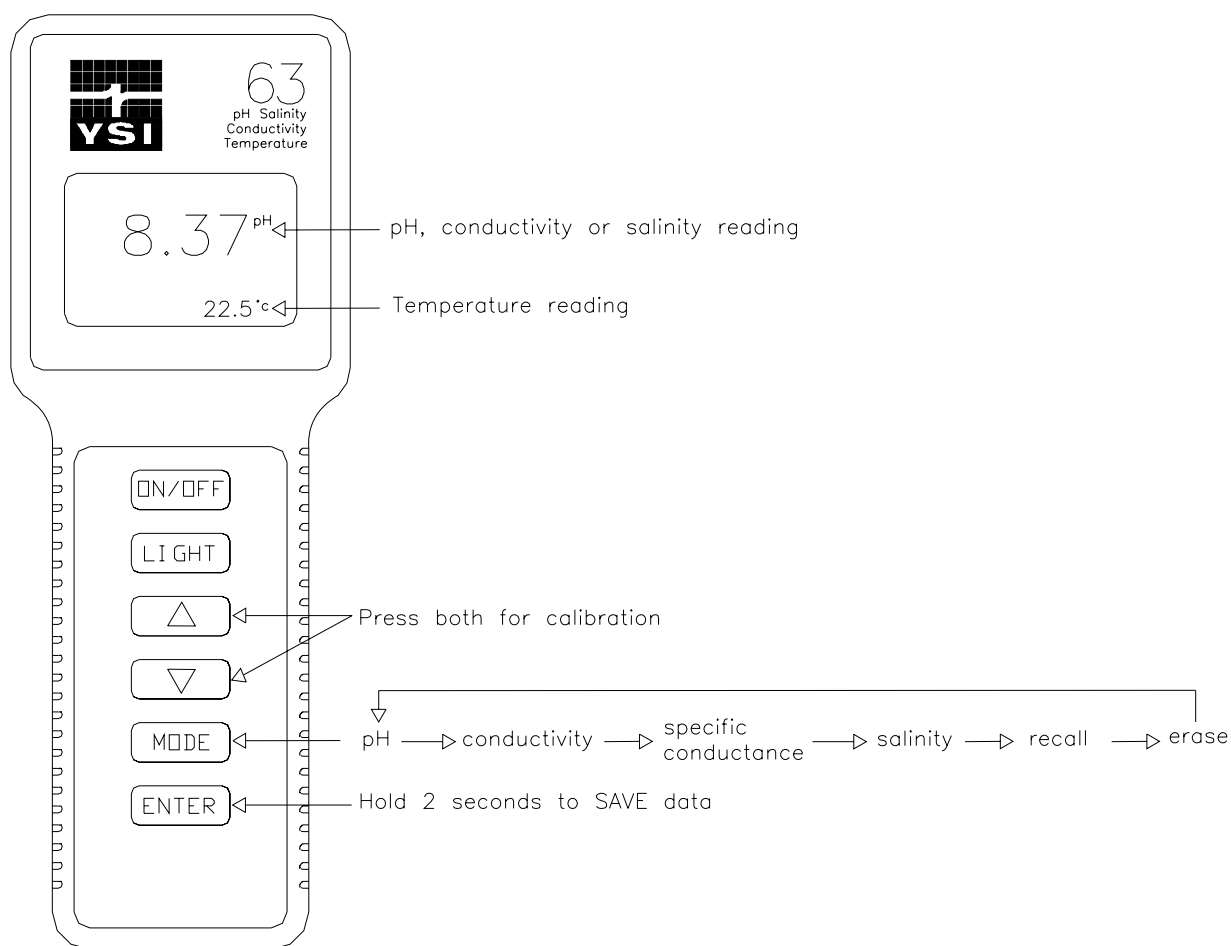 63
pH Salinity
Conductivity
Temperature
YSI
8.37 pH
pH, conductivity or salinity reading
22.5 °c
Temperature reading
ON/OFF
LIGHT
Press both for calibration
MODE
pH
conductivity
specific
conductance
salinity
recall
erase
ENTER
Hold 2 seconds to SAVE data